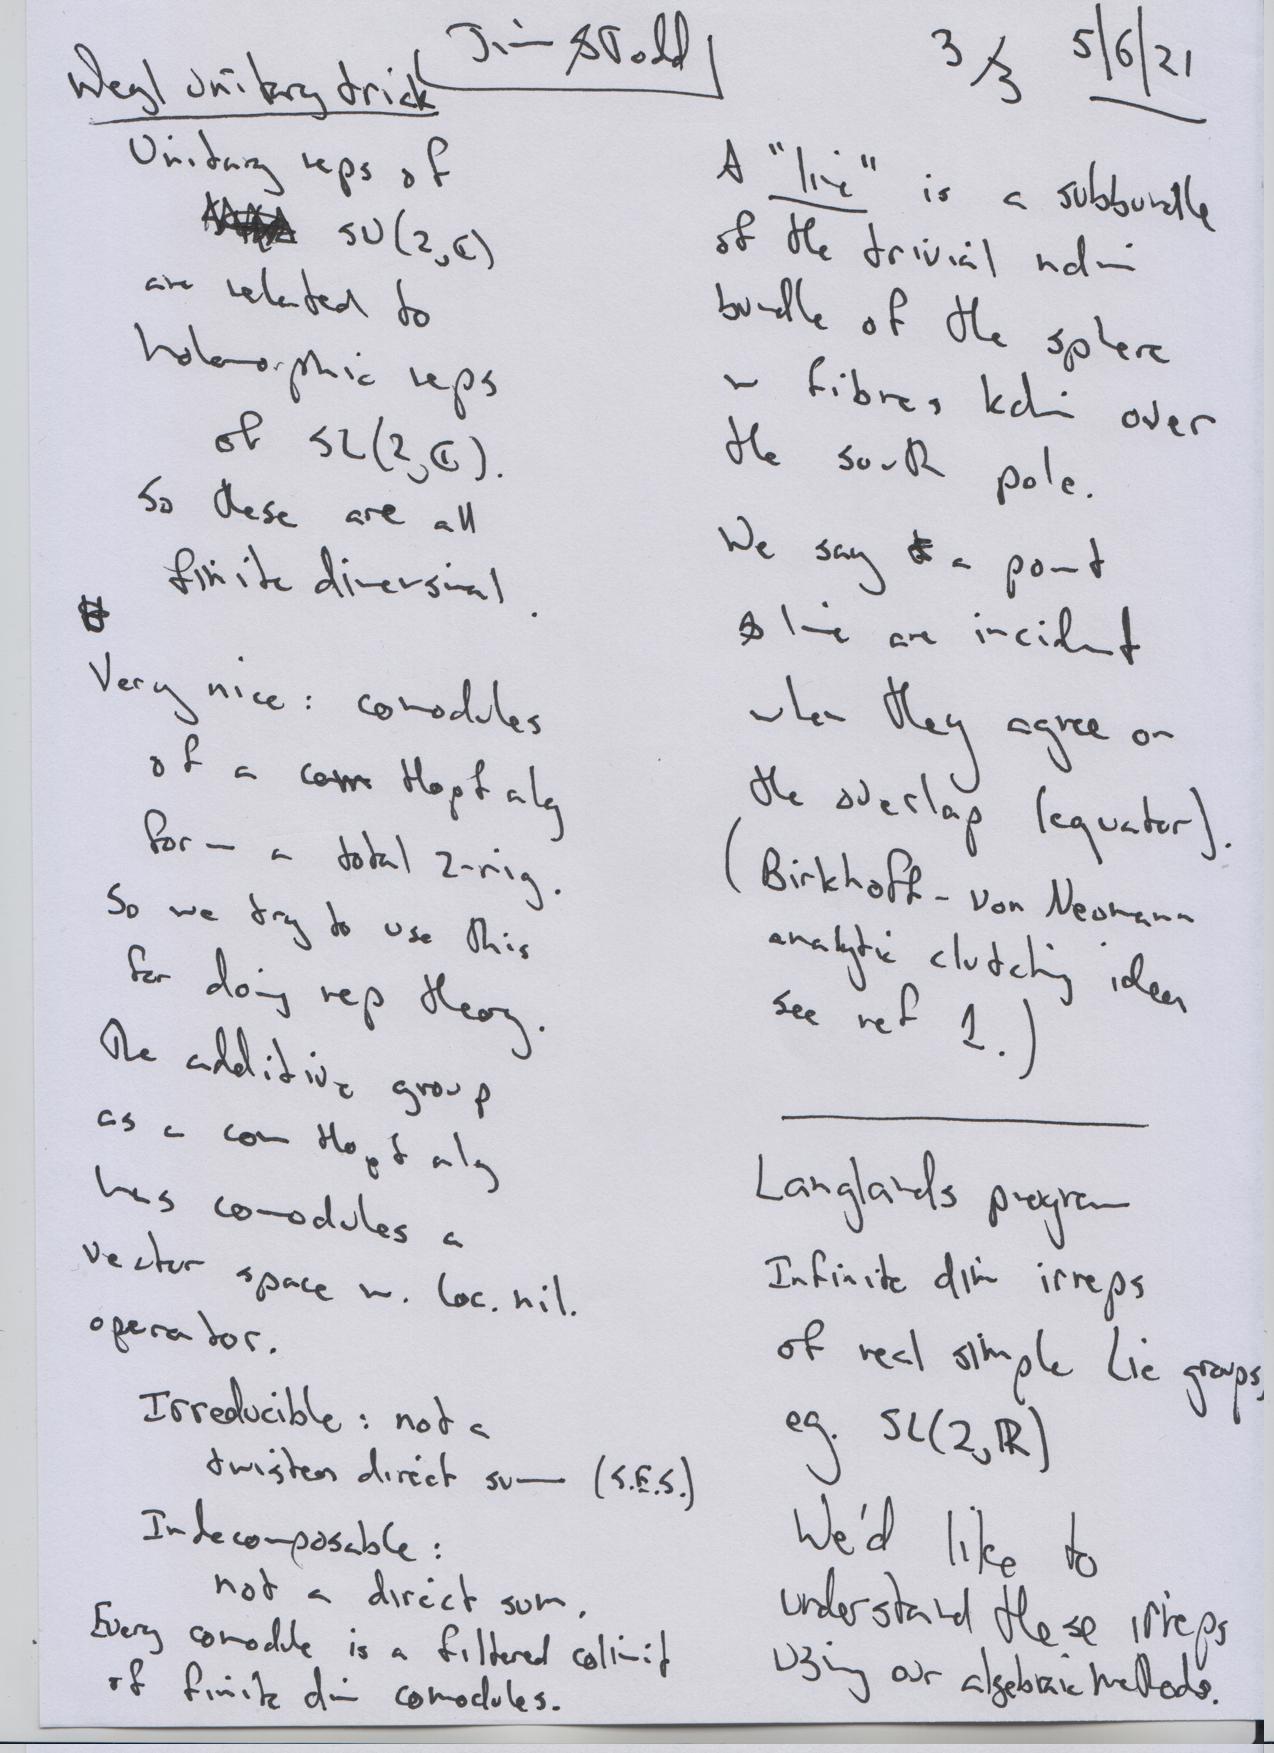 Jim & Todd
3/3 5/6/21
Weyl Unitary trick
Unitary reps of
SU(2,ℂ)
are related to
holomorphic reps
of SL(2,ℂ).
So these are all
finite dimensional.
Very nice: comodules
of a com Hopf alg
form a total 2-rig.
So we try to use this
for doing rep theory.
The additive group
as a com Hopf alg
has comodules a
vector space w. loc. nil.
operator.
Irreducible: not a
twisted direct sum (S.E.S.)
Indecomposable:
not a direct sum.
Every comodule is a filtered colimit
of finite dim comodules.
A "line" is a subbundle
of the trivial ndim
bundle of the sphere
w fibres kdim over
the south pole.
We say a point
& line are incident
when they agree on
the overlap (equator).
(Birkhoff - Von Neumann
analytic clutching idea
see ref 1.)
Langlands program
Infinite dim irreps
of real simple Lie groups,
eg. SL(2,ℝ)
We'd like to
understand these irreps
using our algebraic methods.